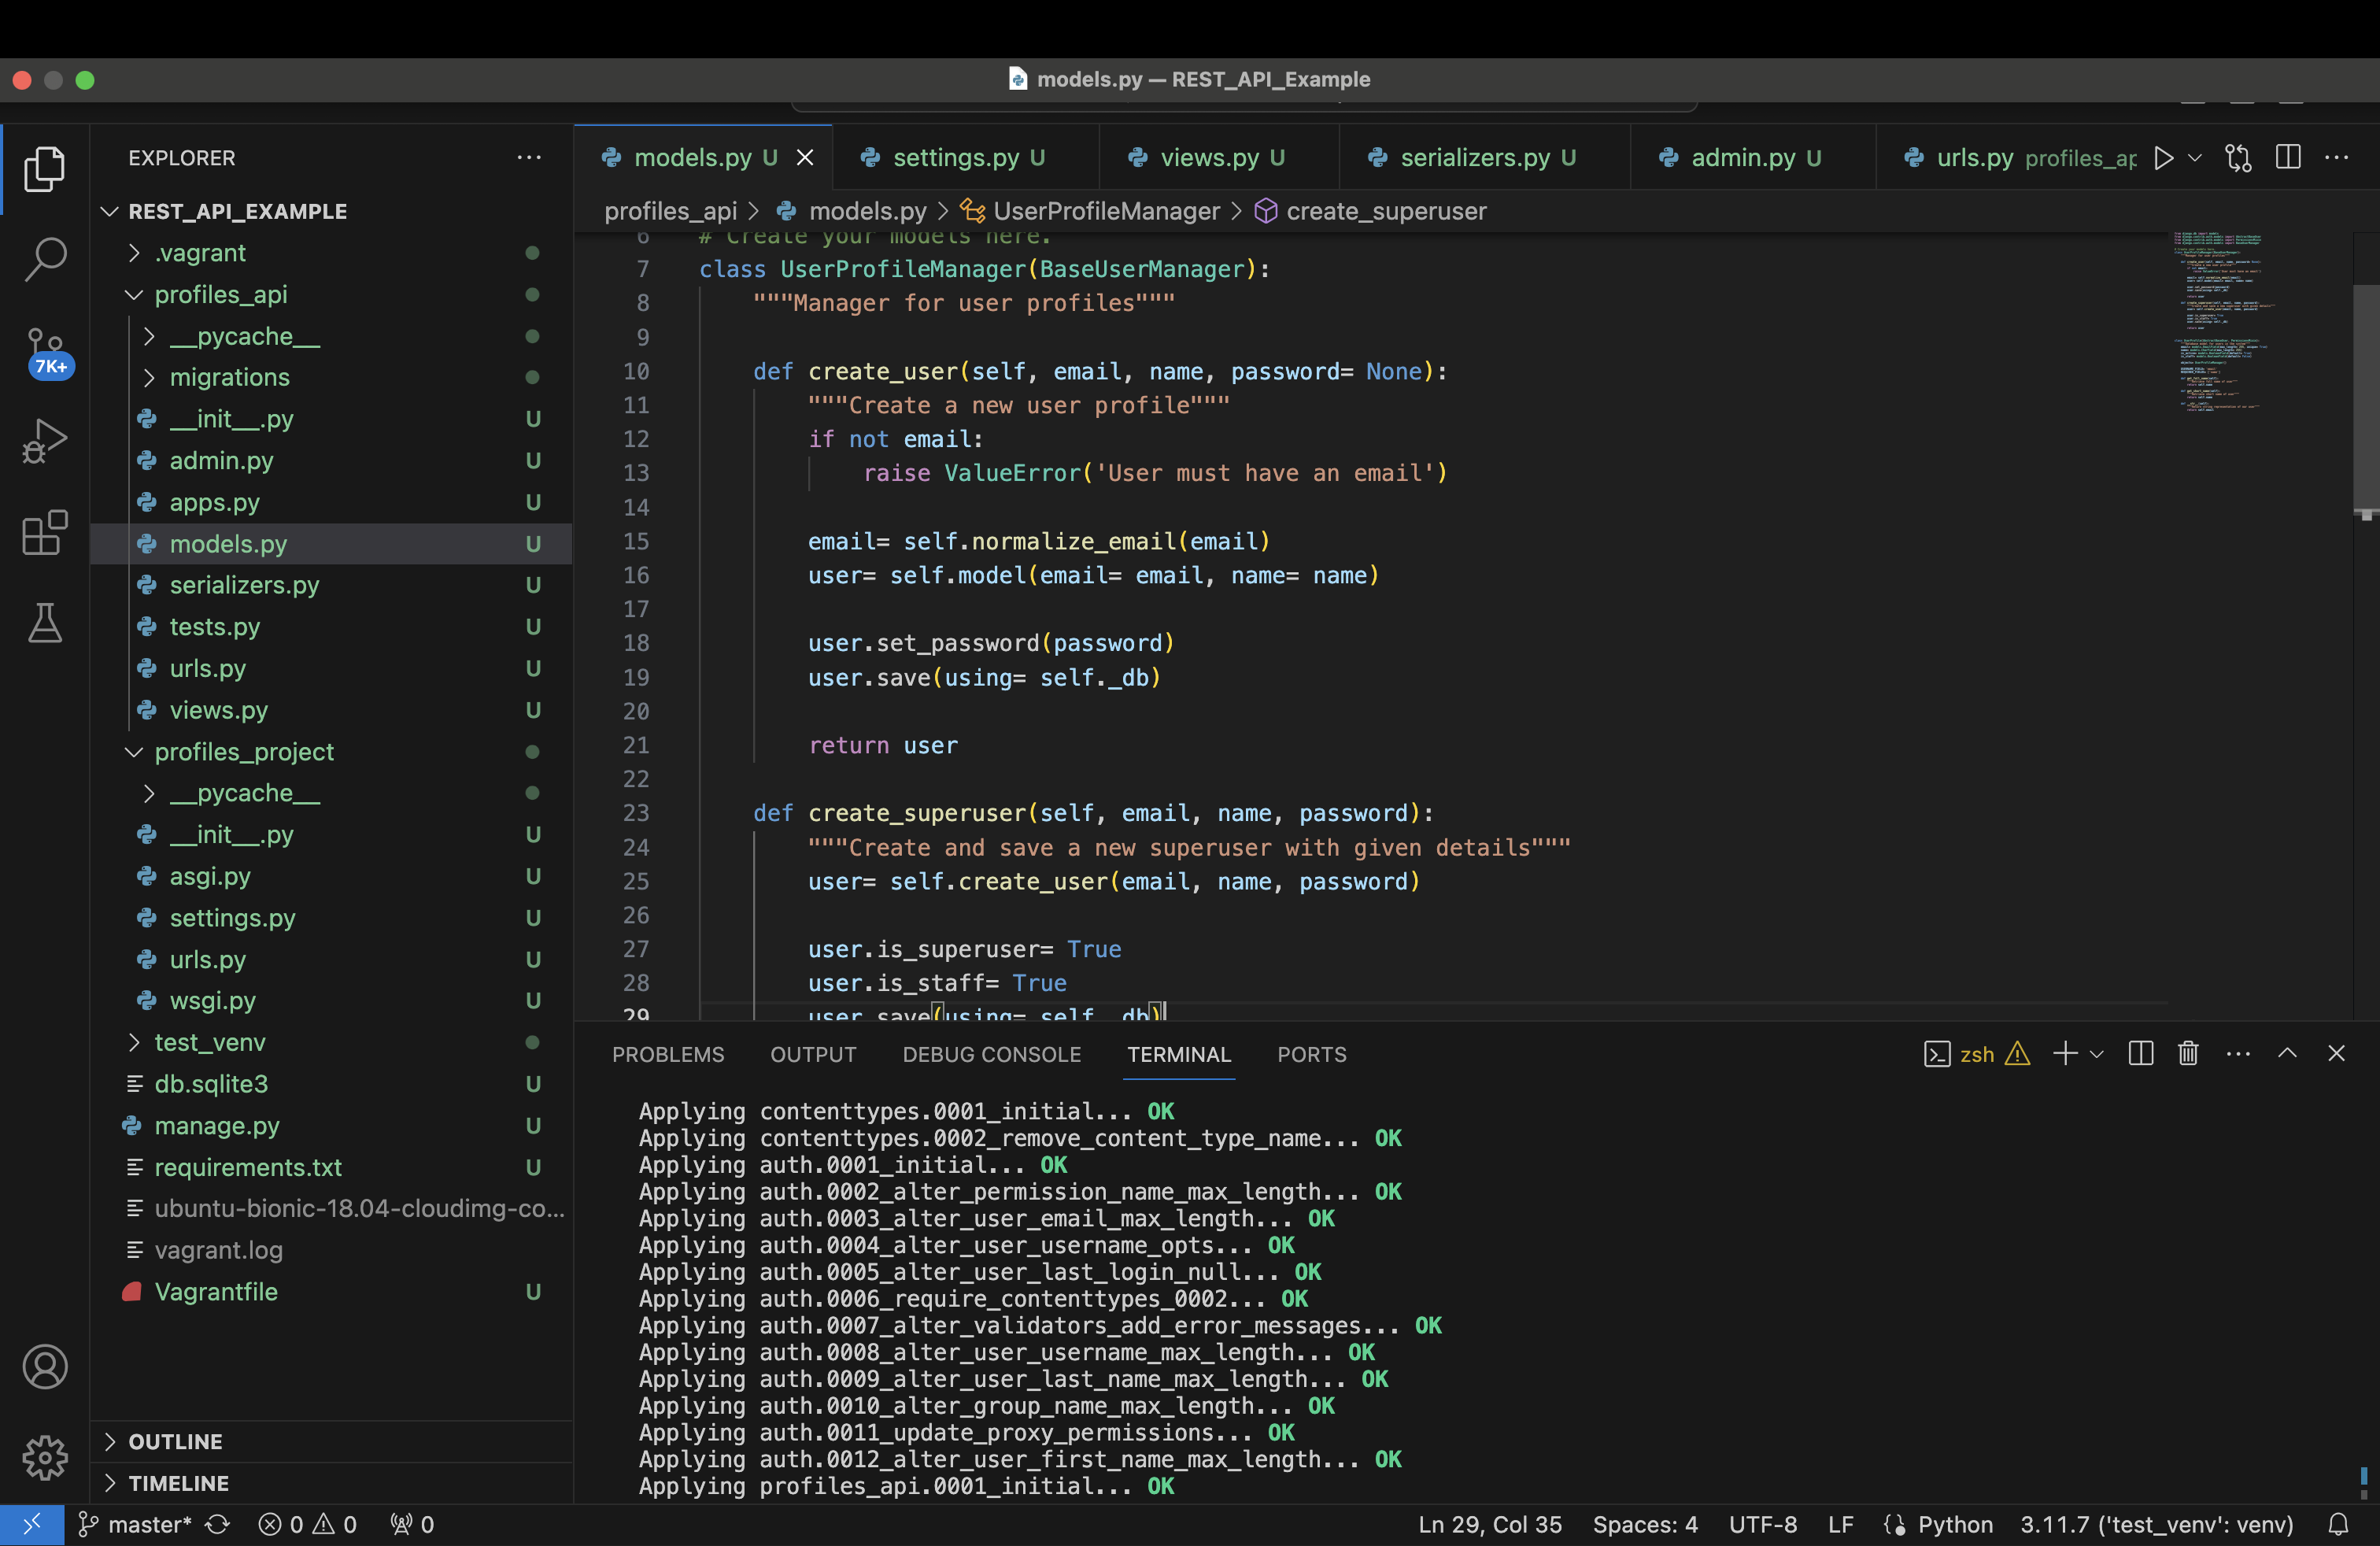 models.py — REST_API_Example
EXPLORER
REST_API_EXAMPLE
.vagrant
profiles_api
__pycache__
migrations
__init__.py U
admin.py U
apps.py U
models.py U
serializers.py U
tests.py U
urls.py U
views.py U
profiles_project
__pycache__
__init__.py U
asgi.py U
settings.py U
urls.py U
wsgi.py U
test_venv
db.sqlite3 U
manage.py U
requirements.txt U
ubuntu-bionic-18.04-cloudimg-co...
vagrant.log
Vagrantfile U
OUTLINE
TIMELINE
7K+
models.py U settings.py U views.py U serializers.py U admin.py U urls.py profiles_ap
profiles_api > models.py > UserProfileManager > create_superuser
6 # Create your models here.
7 class UserProfileManager(BaseUserManager):
8 """Manager for user profiles"""
9
10 def create_user(self, email, name, password= None):
11 """Create a new user profile"""
12 if not email:
13 raise ValueError('User must have an email')
14
15 email= self.normalize_email(email)
16 user= self.model(email= email, name= name)
17
18 user.set_password(password)
19 user.save(using= self._db)
20
21 return user
22
23 def create_superuser(self, email, name, password):
24 """Create and save a new superuser with given details"""
25 user= self.create_user(email, name, password)
26
27 user.is_superuser= True
28 user.is_staff= True
29 user.save(using= self._db)
PROBLEMS OUTPUT DEBUG CONSOLE TERMINAL PORTS zsh
Applying contenttypes.0001_initial... OK
Applying contenttypes.0002_remove_content_type_name... OK
Applying auth.0001_initial... OK
Applying auth.0002_alter_permission_name_max_length... OK
Applying auth.0003_alter_user_email_max_length... OK
Applying auth.0004_alter_user_username_opts... OK
Applying auth.0005_alter_user_last_login_null... OK
Applying auth.0006_require_contenttypes_0002... OK
Applying auth.0007_alter_validators_add_error_messages... OK
Applying auth.0008_alter_user_username_max_length... OK
Applying auth.0009_alter_user_last_name_max_length... OK
Applying auth.0010_alter_group_name_max_length... OK
Applying auth.0011_update_proxy_permissions... OK
Applying auth.0012_alter_user_first_name_max_length... OK
Applying profiles_api.0001_initial... OK
master* 0 0 0 Ln 29, Col 35 Spaces: 4 UTF-8 LF Python 3.11.7 ('test_venv': venv)